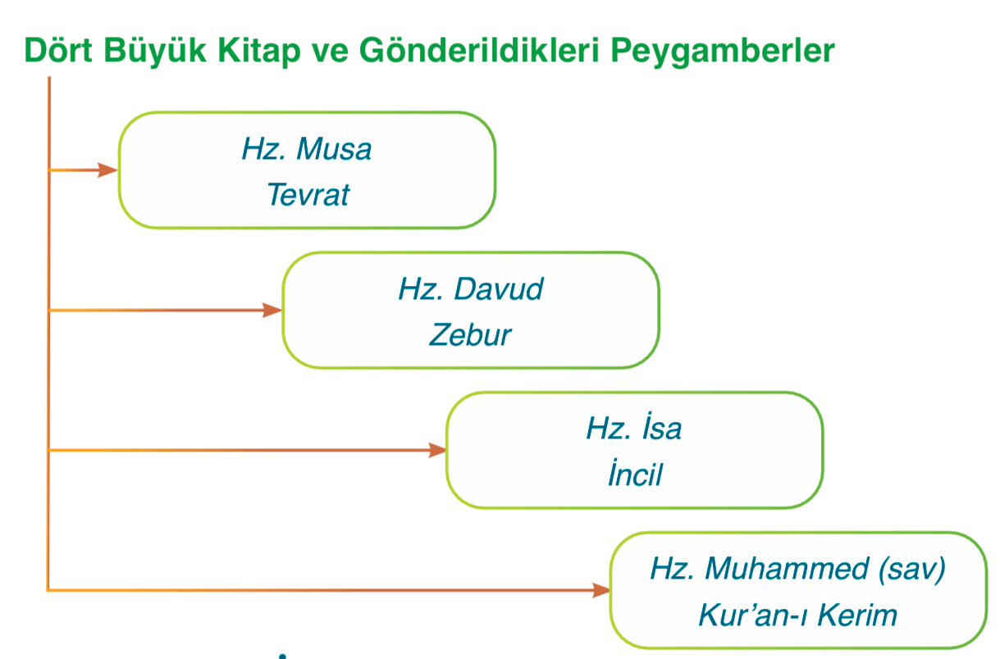 Dört Büyük Kitap ve Gönderildikleri Peygamberler
Hz. Musa
Tevrat
Hz. Davud
Zebur
Hz. İsa
İncil
Hz. Muhammed (sav)
Kur’an-ı Kerim